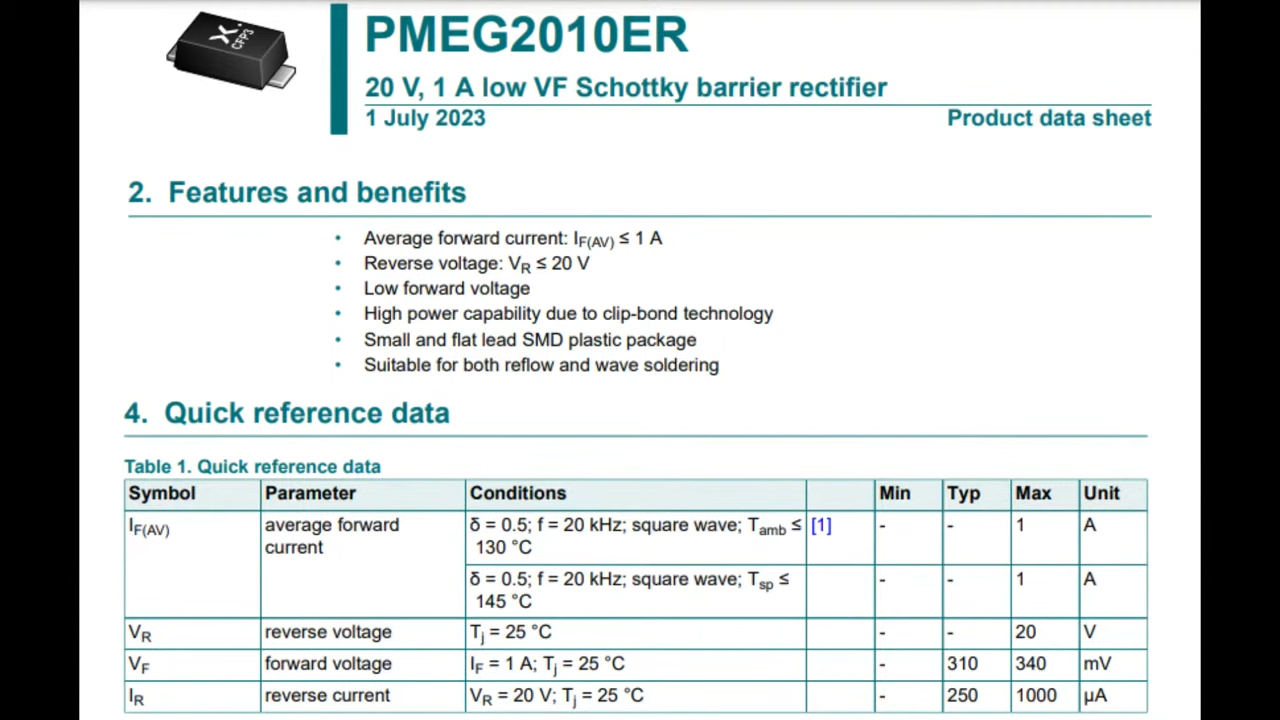 CFP3
PMEG2010ER
20 V, 1 A low VF Schottky barrier rectifier
1 July 2023 Product data sheet
2. Features and benefits
• Average forward current: IF(AV) ≤ 1 A
• Reverse voltage: VR ≤ 20 V
• Low forward voltage
• High power capability due to clip-bond technology
• Small and flat lead SMD plastic package
• Suitable for both reflow and wave soldering
4. Quick reference data
Table 1. Quick reference data
Symbol Parameter Conditions Min Typ Max Unit
IF(AV) average forward current δ = 0.5; f = 20 kHz; square wave; Tamb ≤ 130 °C [1] - - 1 A
δ = 0.5; f = 20 kHz; square wave; Tsp ≤ 145 °C - - 1 A
VR reverse voltage Tj = 25 °C - - 20 V
VF forward voltage IF = 1 A; Tj = 25 °C - 310 340 mV
IR reverse current VR = 20 V; Tj = 25 °C - 250 1000 µA